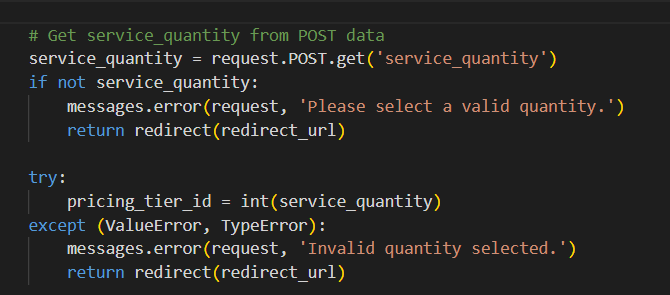 # Get service_quantity from POST data
service_quantity = request.POST.get('service_quantity')
if not service_quantity:
    messages.error(request, 'Please select a valid quantity.')
    return redirect(redirect_url)

try:
    pricing_tier_id = int(service_quantity)
except (ValueError, TypeError):
    messages.error(request, 'Invalid quantity selected.')
    return redirect(redirect_url)